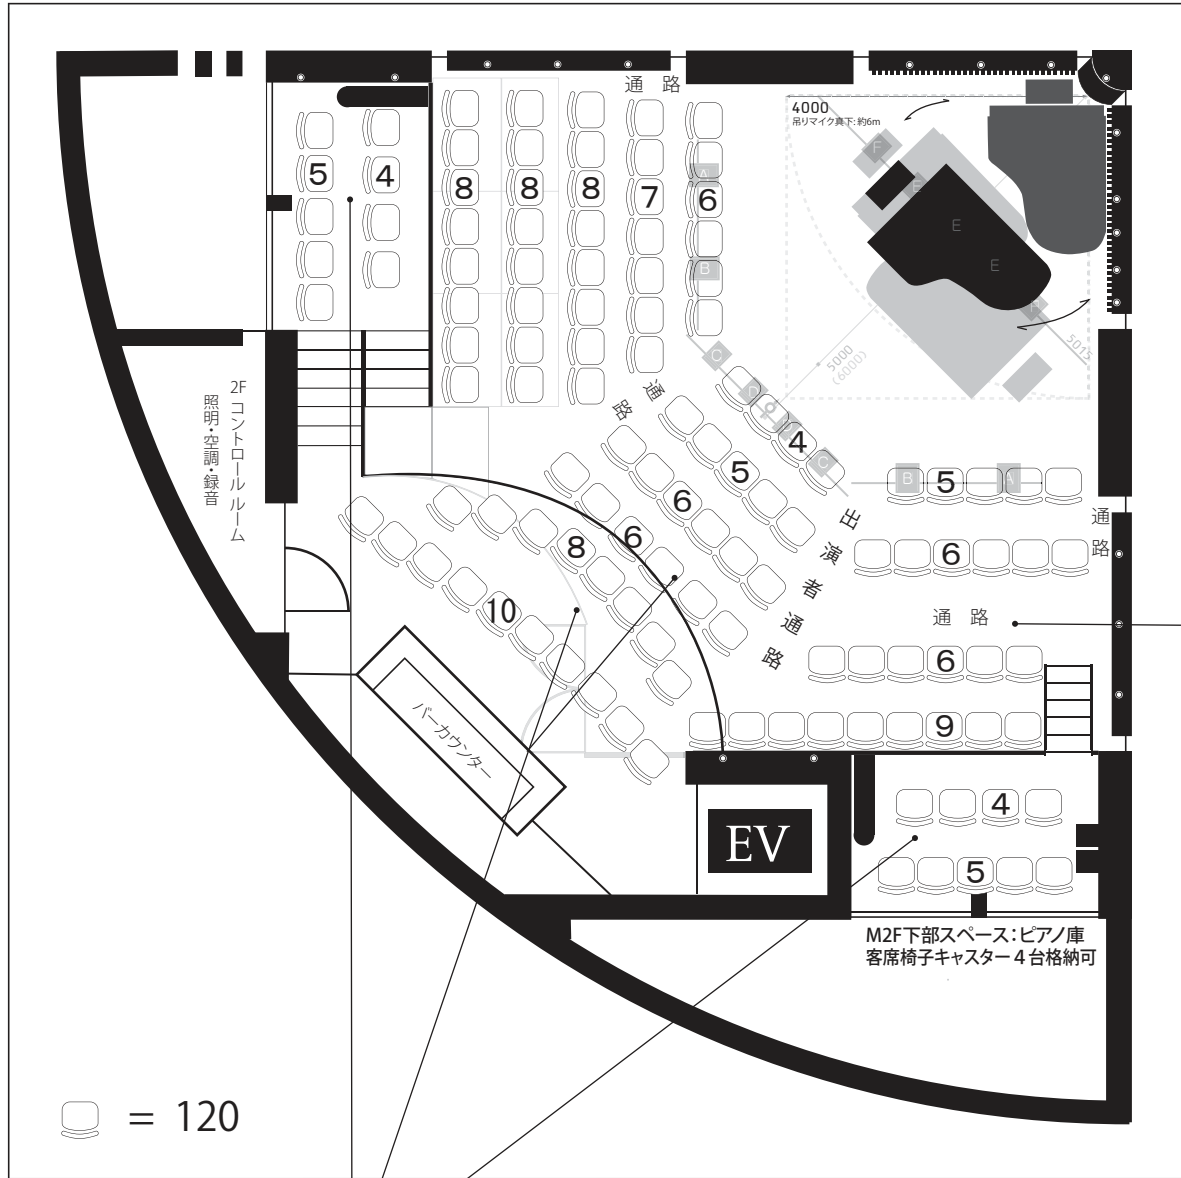 通 路
4000
吊りマイク真下:約6m
F
5
4
8
8
8
7
A
6
E
E
E
B
F
5000
(6000)
5015
C
D
通路
4
C
5
6
6
8
10
B
5
A
通路
6
出演者通路
通 路
6
9
2F コントロール ルーム
照明・空調・録音
バーカウンター
EV
4
5
M2F下部スペース:ピアノ庫
客席椅子キャスター４台格納可
= 120